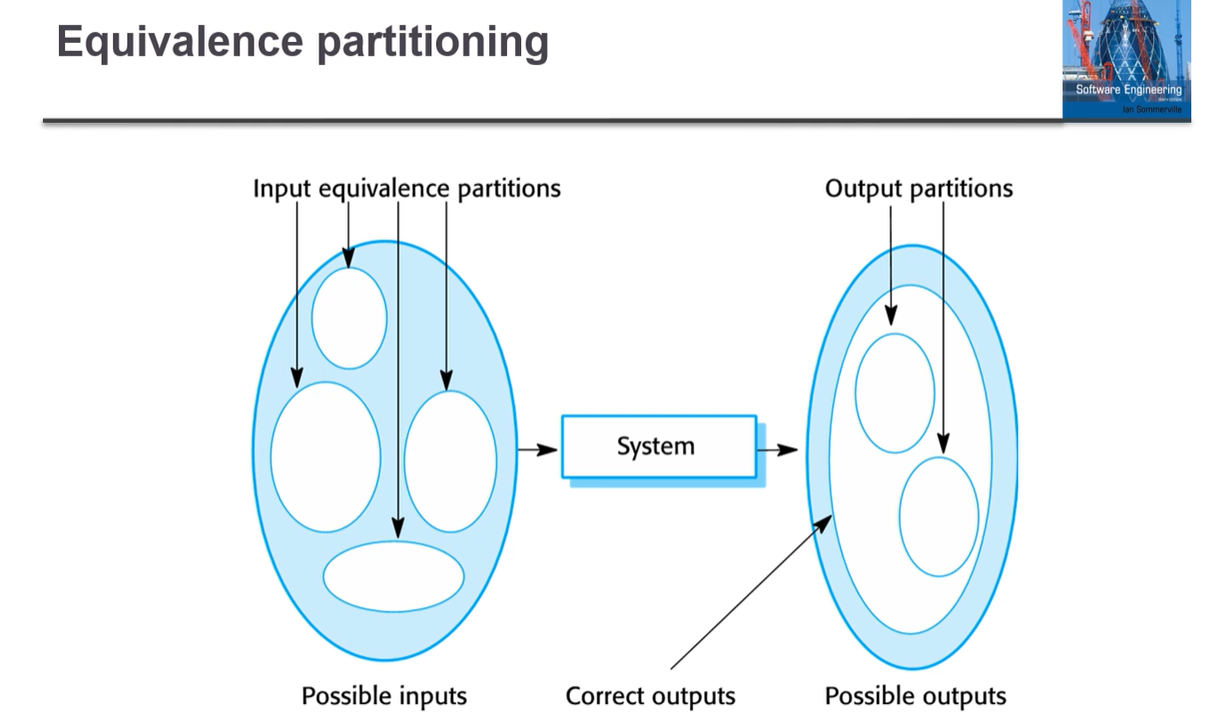 Equivalence partitioning
Software Engineering
Ian Sommerville
Input equivalence partitions
Output partitions
System
Possible inputs
Correct outputs
Possible outputs